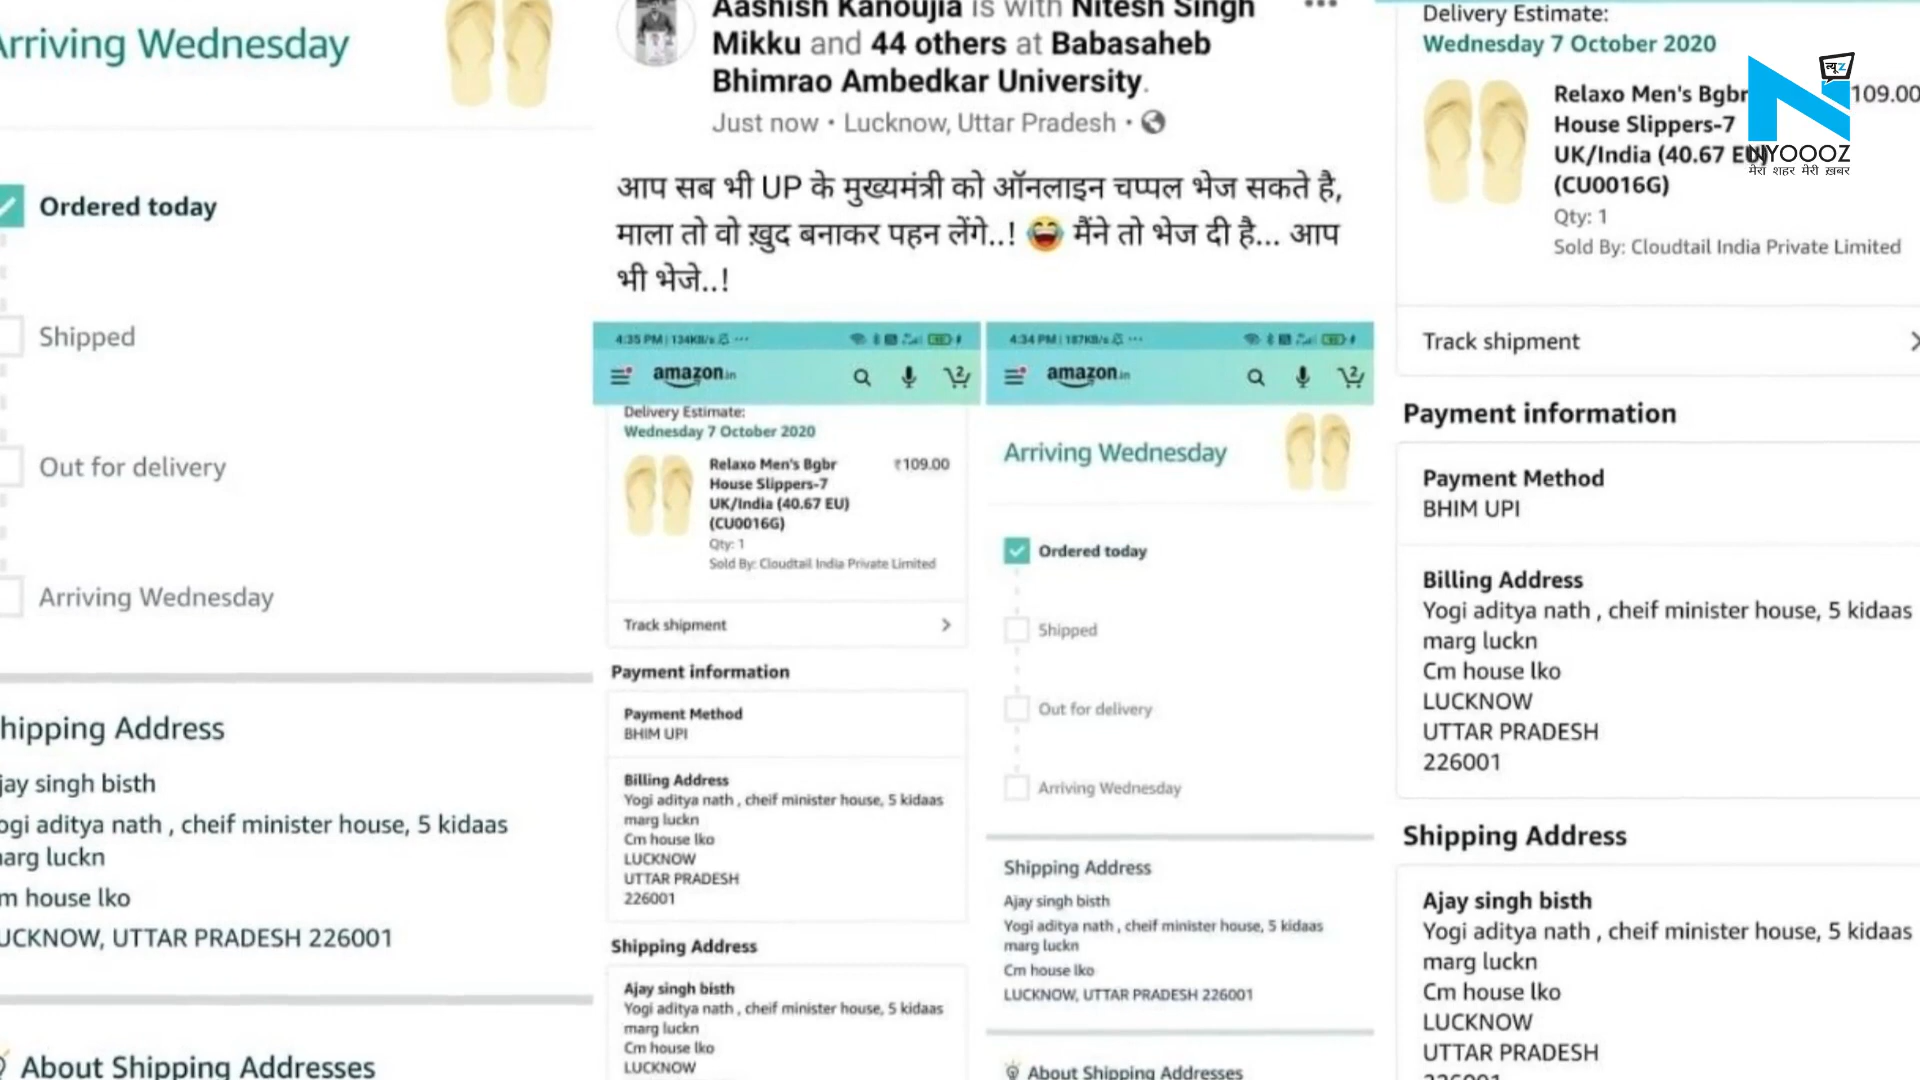 Arriving Wednesday
Ordered today
Shipped
Out for delivery
Arriving Wednesday
hipping Address
jay singh bisth
ogi aditya nath , cheif minister house, 5 kidaas
arg luckn
m house lko
UCKNOW, UTTAR PRADESH 226001
About Shipping Addresses
Aashish Kanoujia is with Nitesh Singh
Mikku and 44 others at Babasaheb
Bhimrao Ambedkar University.
Just now • Lucknow, Uttar Pradesh •
आप सब भी UP के मुख्यमंत्री को ऑनलाइन चप्पल भेज सकते है,
माला तो वो ख़ुद बनाकर पहन लेंगे..! 😂 मैंने तो भेज दी है... आप
भी भेजे..!
4:35 PM | 134KB/s
amazon.in
2
Delivery Estimate:
Wednesday 7 October 2020
Relaxo Men's Bgbr ₹109.00
House Slippers-7
UK/India (40.67 EU)
(CU0016G)
Qty: 1
Sold By: Cloudtail India Private Limited
Track shipment
Payment information
Payment Method
BHIM UPI
Billing Address
Yogi aditya nath , cheif minister house, 5 kidaas
marg luckn
Cm house lko
LUCKNOW
UTTAR PRADESH
226001
Shipping Address
Ajay singh bisth
Yogi aditya nath , cheif minister house, 5 kidaas
marg luckn
Cm house lko
LUCKNOW
4:34 PM | 187KB/s
amazon.in
2
Arriving Wednesday
Ordered today
Shipped
Out for delivery
Arriving Wednesday
Shipping Address
Ajay singh bisth
Yogi aditya nath , cheif minister house, 5 kidaas
marg luckn
Cm house lko
LUCKNOW, UTTAR PRADESH 226001
About Shipping Addresses
Delivery Estimate:
Wednesday 7 October 2020
Relaxo Men's Bgbr 109.00
House Slippers-7
UK/India (40.67 EU)
(CU0016G)
Qty: 1
Sold By: Cloudtail India Private Limited
Track shipment
Payment information
Payment Method
BHIM UPI
Billing Address
Yogi aditya nath , cheif minister house, 5 kidaas
marg luckn
Cm house lko
LUCKNOW
UTTAR PRADESH
226001
Shipping Address
Ajay singh bisth
Yogi aditya nath , cheif minister house, 5 kidaas
marg luckn
Cm house lko
LUCKNOW
UTTAR PRADESH
226001
न्यूZ
NYOOOZ
मेरा शहर मेरी ख़बर